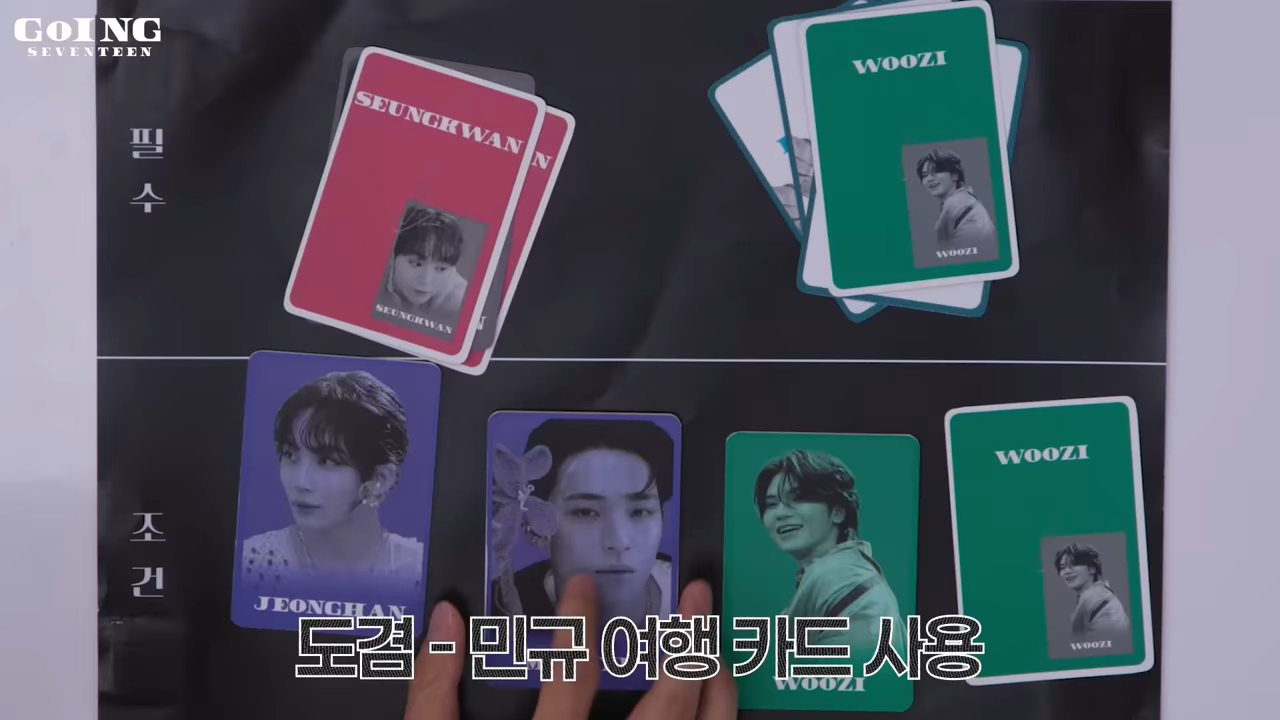 GoING
SEVENTEEN
필수
SEUNGKWAN
N
SEUNGKWAN
WOOZI
WOOZI
조건
JEONGHAN
WOOZI
WOOZI
WOOZI
도겸 - 민규 여행 카드 사용